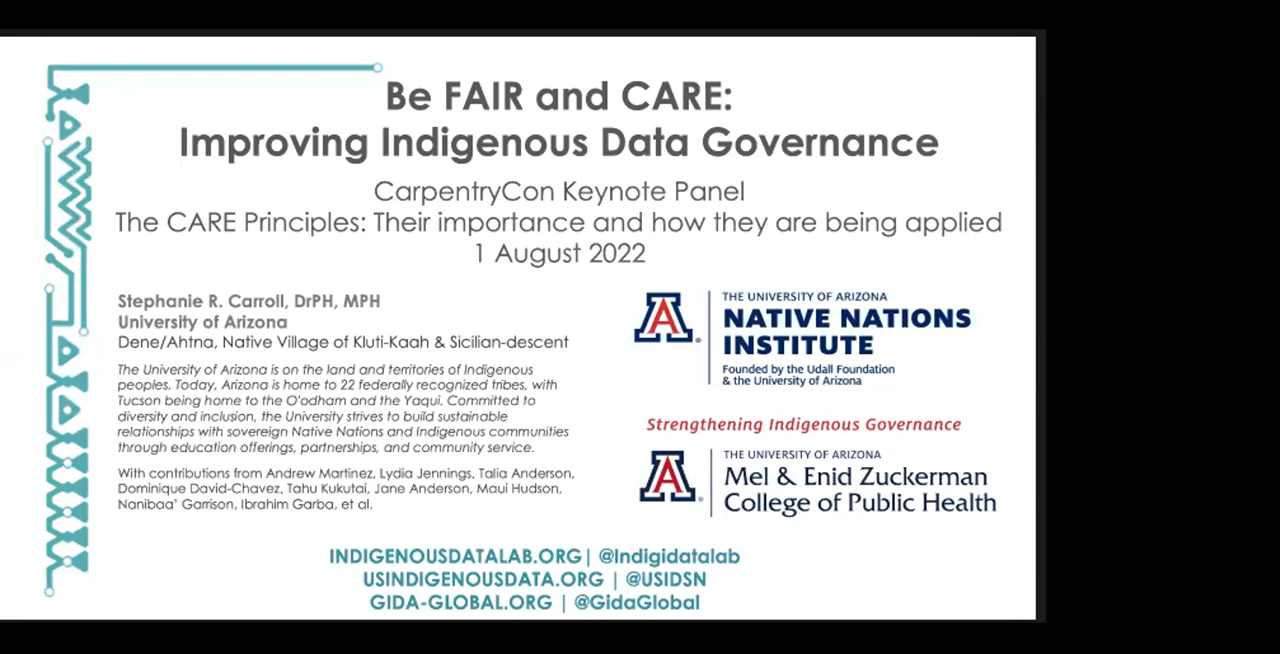 Be FAIR and CARE:
Improving Indigenous Data Governance
CarpentryCon Keynote Panel
The CARE Principles: Their importance and how they are being applied
1 August 2022
Stephanie R. Carroll, DrPH, MPH
University of Arizona
Dene/Ahtna, Native Village of Kluti-Kaah & Sicilian-descent
The University of Arizona is on the land and territories of Indigenous
peoples. Today, Arizona is home to 22 federally recognized tribes, with
Tucson being home to the O'odham and the Yaqui. Committed to
diversity and inclusion, the University strives to build sustainable
relationships with sovereign Native Nations and Indigenous communities
through education offerings, partnerships, and community service.
With contributions from Andrew Martinez, Lydia Jennings, Talia Anderson,
Dominique David-Chavez, Tahu Kukutai, Jane Anderson, Maui Hudson,
Nanibaa' Garrison, Ibrahim Garba, et al.
A
THE UNIVERSITY OF ARIZONA
NATIVE NATIONS
INSTITUTE
Founded by the Udall Foundation
& the University of Arizona
Strengthening Indigenous Governance
A
THE UNIVERSITY OF ARIZONA
Mel & Enid Zuckerman
College of Public Health
INDIGENOUSDATALAB.ORG| @Indigidatalab
USINDIGENOUSDATA.ORG | @USIDSN
GIDA-GLOBAL.ORG | @GidaGlobal